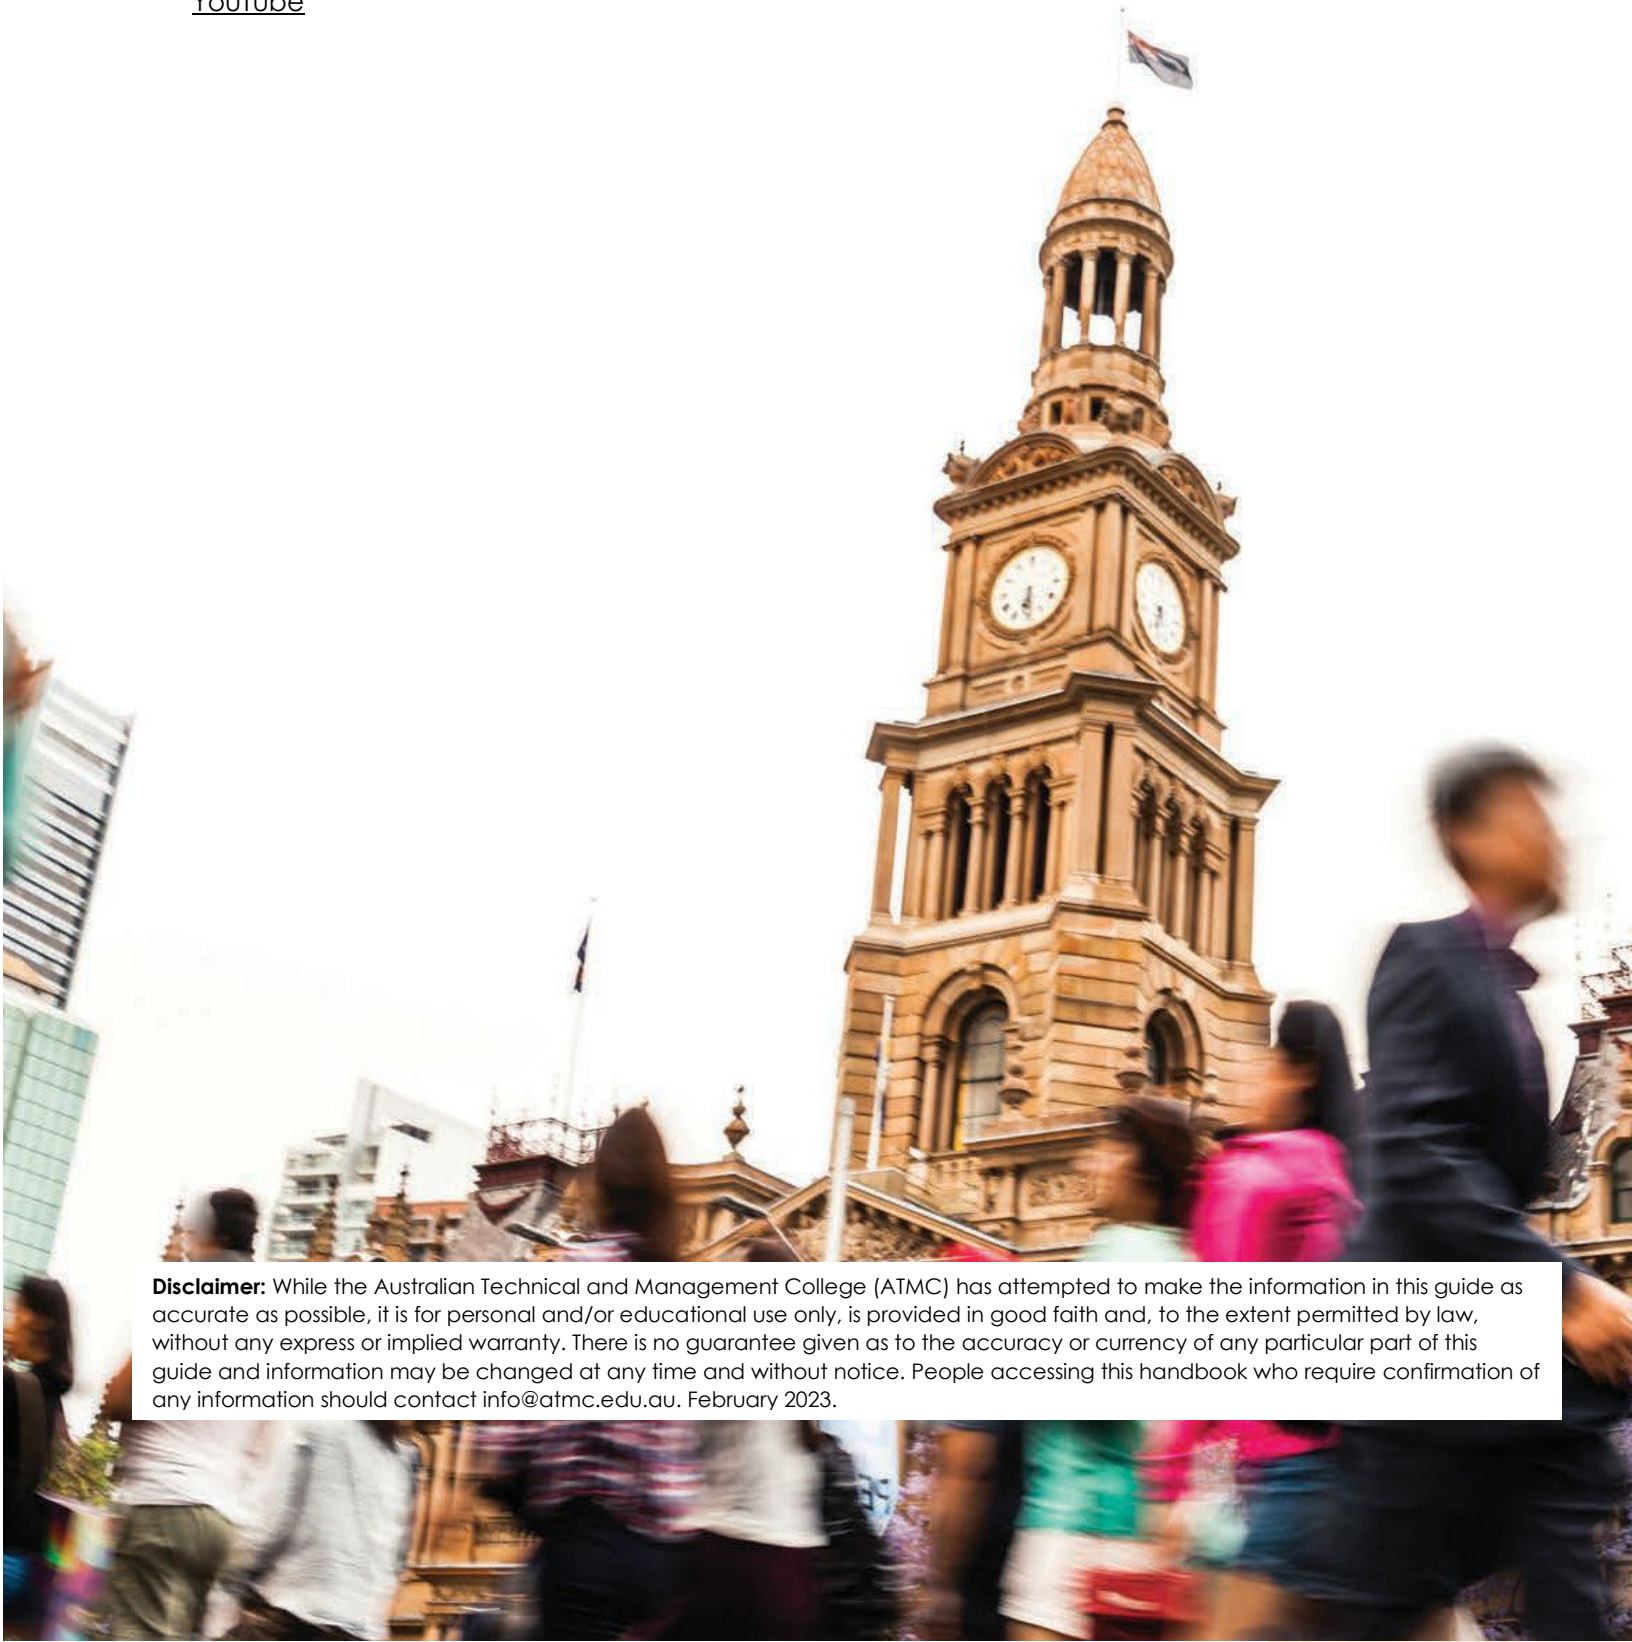 YouTube
Disclaimer: While the Australian Technical and Management College (ATMC) has attempted to make the information in this guide as
accurate as possible, it is for personal and/or educational use only, is provided in good faith and, to the extent permitted by law,
without any express or implied warranty. There is no guarantee given as to the accuracy or currency of any particular part of this
guide and information may be changed at any time and without notice. People accessing this handbook who require confirmation of
any information should contact info@atmc.edu.au. February 2023.